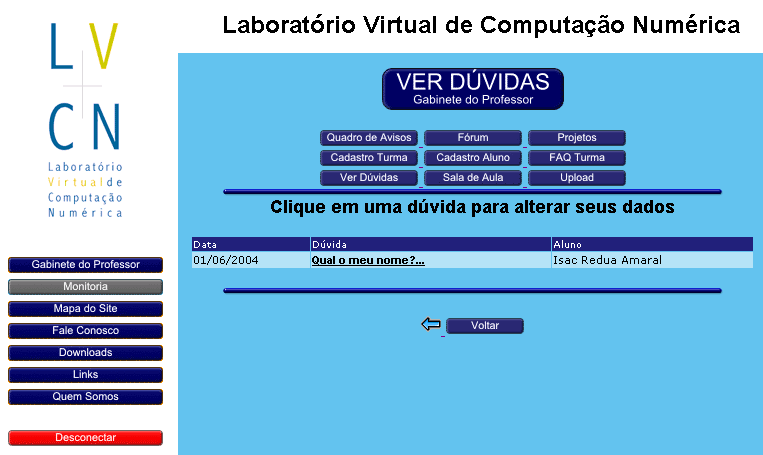 Laboratório Virtual de Computação Numérica
LV
CN
Laboratório
Virtual de
Computação
Numérica
VER DÚVIDAS
Gabinete do Professor
Quadro de Avisos Fórum Projetos
Cadastro Turma Cadastro Aluno FAQ Turma
Ver Dúvidas Sala de Aula Upload
Clique em uma dúvida para alterar seus dados
Data Dúvida Aluno
01/06/2004 Qual o meu nome?... Isac Redua Amaral
Voltar
Gabinete do Professor
Monitoria
Mapa do Site
Fale Conosco
Downloads
Links
Quem Somos
Desconectar